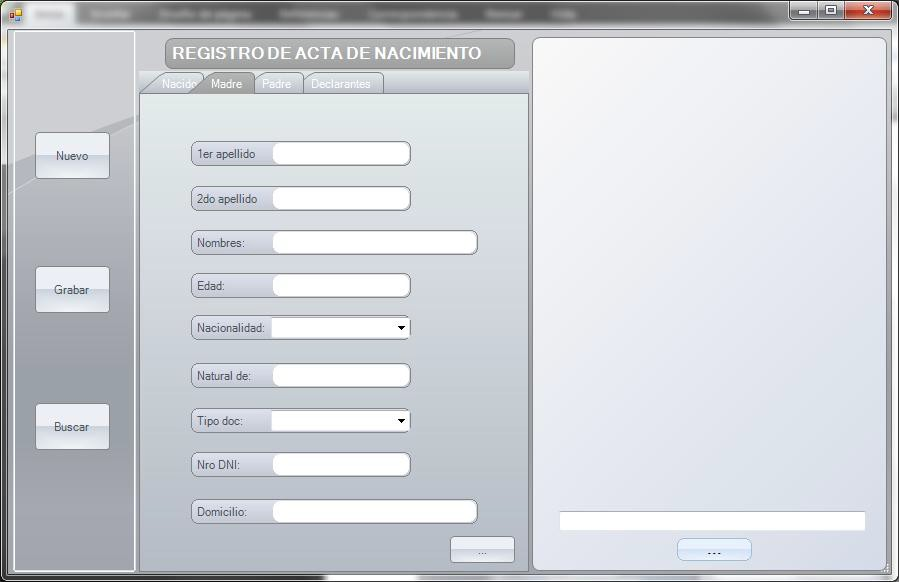 REGISTRO DE ACTA DE NACIMIENTO
Nacido Madre Padre Declarantes
Nuevo
Grabar
Buscar
1er apellido
2do apellido
Nombres:
Edad:
Nacionalidad:
Natural de:
Tipo doc:
Nro DNI:
Domicilio:
...
...